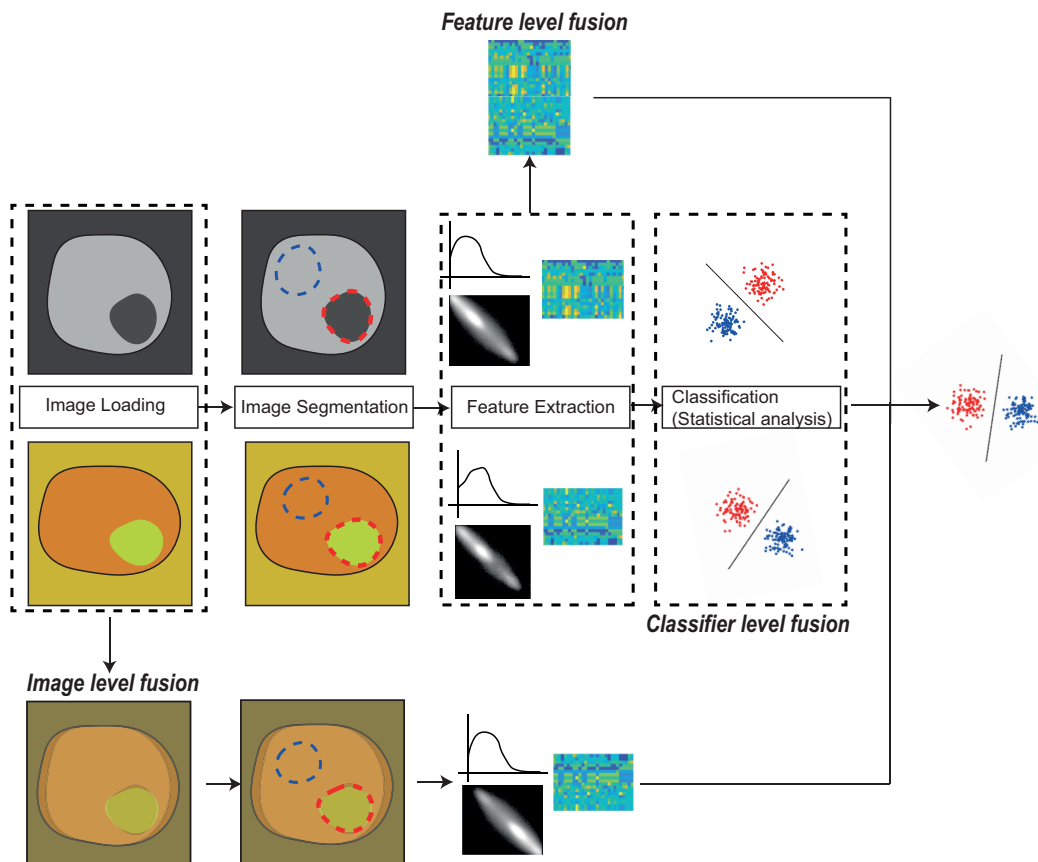 Feature level fusion
Image Loading
Image Segmentation
Feature Extraction
Classification
(Statistical analysis)
Classifier level fusion
Image level fusion